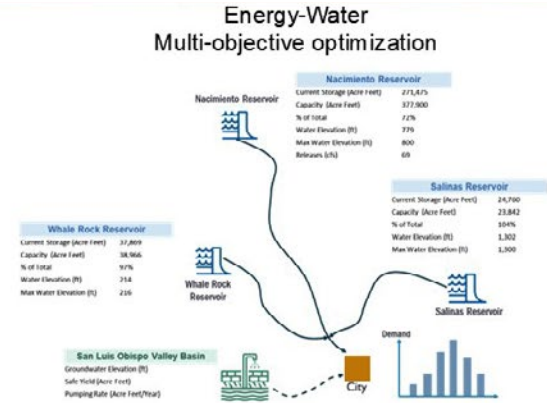 Energy-Water
Multi-objective optimization
Nacimiento Reservoir
Nacimiento Reservoir
Current Storage (Acre Feet) 271,475
Capacity (Acre Feet) 377,900
% of Total 72%
Water Elevation (ft) 779
Max Water Elevation (ft) 800
Releases (cfs) 69
Salinas Reservoir
Current Storage (Acre Feet) 24,700
Capacity (Acre Feet) 23,842
% of Total 104%
Water Elevation (ft) 1,302
Max Water Elevation (ft) 1,300
Whale Rock Reservoir
Current Storage (Acre Feet) 37,869
Capacity (Acre Feet) 38,966
% of Total 97%
Water Elevation (ft) 214
Max Water Elevation (ft) 216
Whale Rock
Reservoir
Salinas Reservoir
Demand
San Luis Obispo Valley Basin
Groundwater Elevation (ft)
Safe Yield (Acre Feet)
Pumping Rate (Acre Feet/Year)
City